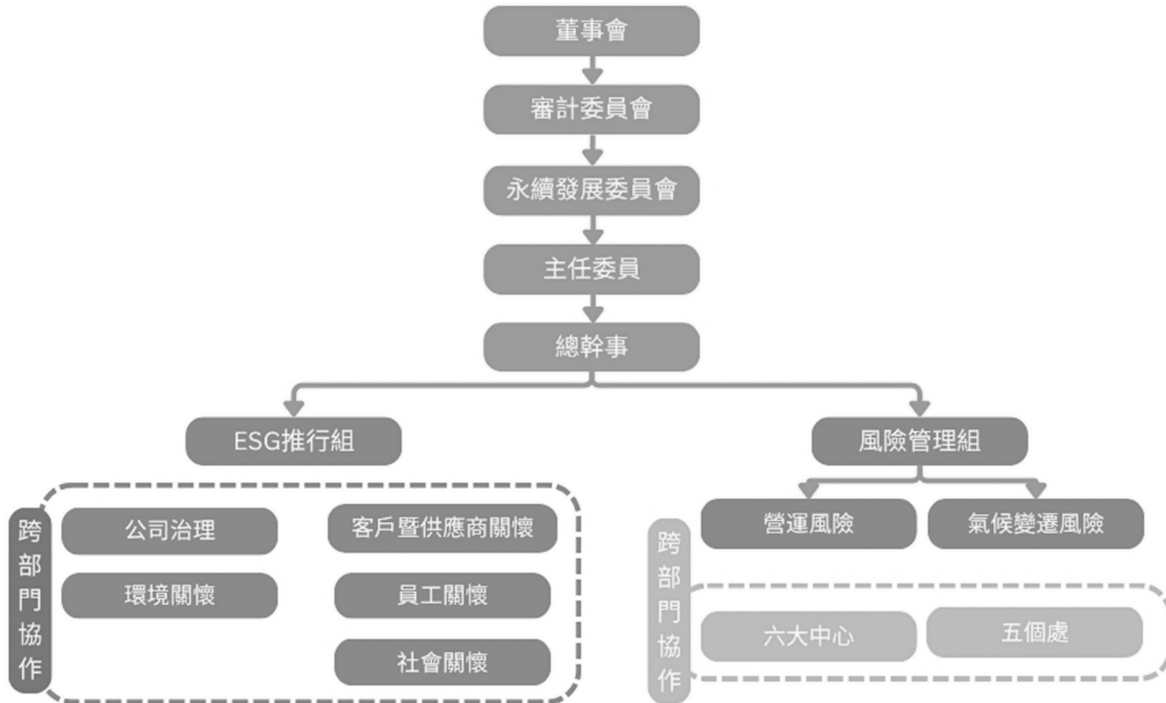 董事會
審計委員會
永續發展委員會
主任委員
總幹事
ESG推行組
風險管理組
跨部門協作
公司治理
客戶暨供應商關懷
環境關懷
員工關懷
社會關懷
跨部門協作
營運風險
氣候變遷風險
六大中心
五個處